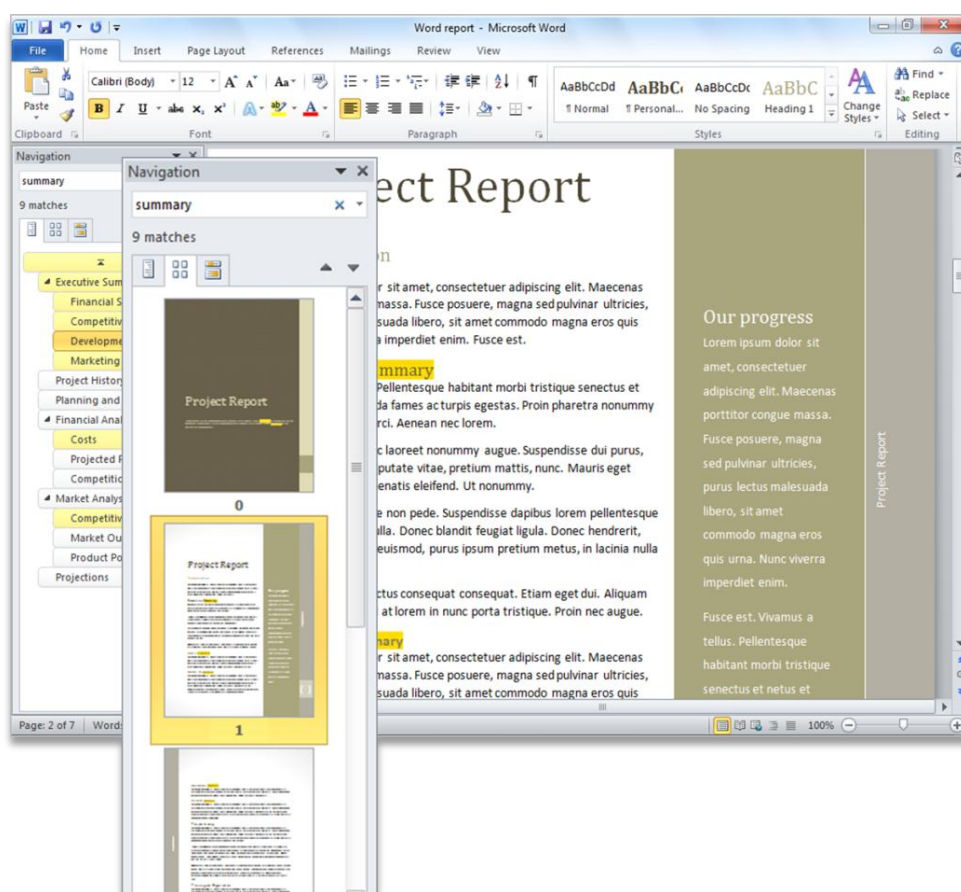 Word report - Microsoft Word
File Home Insert Page Layout References Mailings Review View
Calibri (Body) 12
Paste
B I U abc
AaBbCcDd AaBbC AaBbCcDc AaBbC
¶ Normal ¶ Personal... No Spacing Heading 1
Change Styles
Find
Replace
Select
Clipboard Font Paragraph Styles Editing
Navigation
summary
9 matches
Executive Sum
Financial S
Competitiv
Developme
Marketing
Project History
Planning and
Financial Anal
Costs
Projected
Competitio
Market Analys
Competitiv
Market Ou
Product Po
Projections
Navigation
summary
9 matches
Project Report
0
Project Report
1
ect Report
on
r sit amet, consectetuer adipiscing elit. Maecenas
massa. Fusce posuere, magna sed pulvinar ultricies,
suada libero, sit amet commodo magna eros quis
imperdiet enim. Fusce est.
mmary
Pellentesque habitant morbi tristique senectus et
da fames ac turpis egestas. Proin pharetra nonummy
rci. Aenean nec lorem.
c laoreet nonummy augue. Suspendisse dui purus,
putate vitae, pretium mattis, nunc. Mauris eget
enatis eleifend. Ut nonummy.
e non pede. Suspendisse dapibus lorem pellentesque
ulla. Donec blandit feugiat ligula. Donec hendrerit,
euismod, purus ipsum pretium metus, in lacinia nulla
ctus consequat consequat. Etiam eget dui. Aliquam
at lorem in nunc porta tristique. Proin nec augue.
mary
r sit amet, consectetuer adipiscing elit. Maecenas
massa. Fusce posuere, magna sed pulvinar ultricies,
suada libero, sit amet commodo magna eros quis
Our progress
Lorem ipsum dolor sit
amet, consectetuer
adipiscing elit. Maecenas
porttitor congue massa.
Fusce posuere, magna
sed pulvinar ultricies,
purus lectus malesuada
libero, sit amet
commodo magna eros
quis urna. Nunc viverra
imperdiet enim.
Fusce est. Vivamus a
tellus. Pellentesque
habitant morbi tristique
senectus et netus et
Project Report
Page: 2 of 7 Word
100%